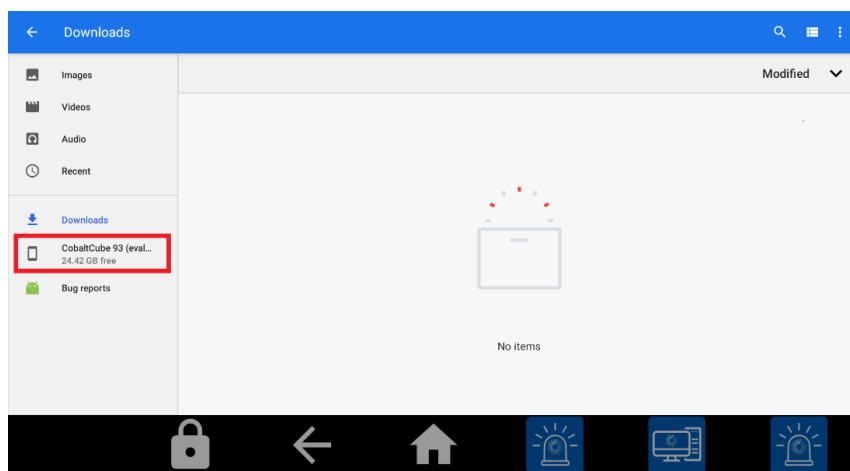 Downloads
Images
Modified
Videos
Audio
Recent
Downloads
CobaltCube 93 (eval...
24.42 GB free
Bug reports
No items